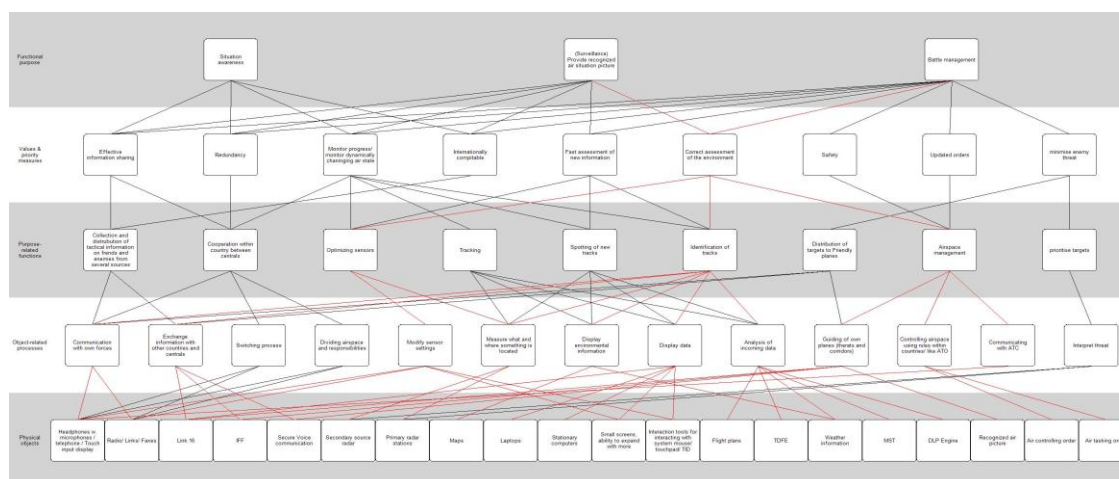 Functional
purpose
Situation
awareness
(Surveillance)
Provide recognized
air situation picture
Battle management
Values &
priority
measures
Effective
information sharing
Redundancy
Monitor progress/
monitor dynamically
channging air state
Internationally
comptable
Fast assessment of
new information
Correct assessment
of the environment
Safety
Updated orders
minimise enemy
threat
Purpose-
related
functions
Collection and
distrubution of
tactical information
on friends and
enemies from
several sources
Cooperation within
country between
centrals
Optimizing sensors
Tracking
Spotting of new
tracks
Identification of
tracks
Distribution of
targets to Friendly
planes
Airspace
management
prioritise targets
Object-related
processes
Communication
with own forces
Exchange
information with
other countries and
centrals
Switching process
Dividing airspace
and responsibilities
Modify sensor
settings
Measure what and
where something is
located
Display
environmental
information
Display data
Analysis of
incoming data
Guiding of own
planes (threats and
corridors)
Controlling airspace
using rules within
countries/ like ATO
Communicating
with ATC
Interpret threat
Physical
objects
Headphones w
microphones /
telephone / Touch
input display
Radio/ Links/ Faxes
Link 16
IFF
Secure Voice
communication
Secondary source
radar
Primary radar
stations
Maps
Laptops
Stationary
computers
Small screens,
ability to expand
with more
Interaction tools for
interacting with
system mouse/
touchpad/ TID
Flight plans
TDFE
Weather
information
MST
DLP Engine
Recognized air
picture
Air controlling order
Air tasking or